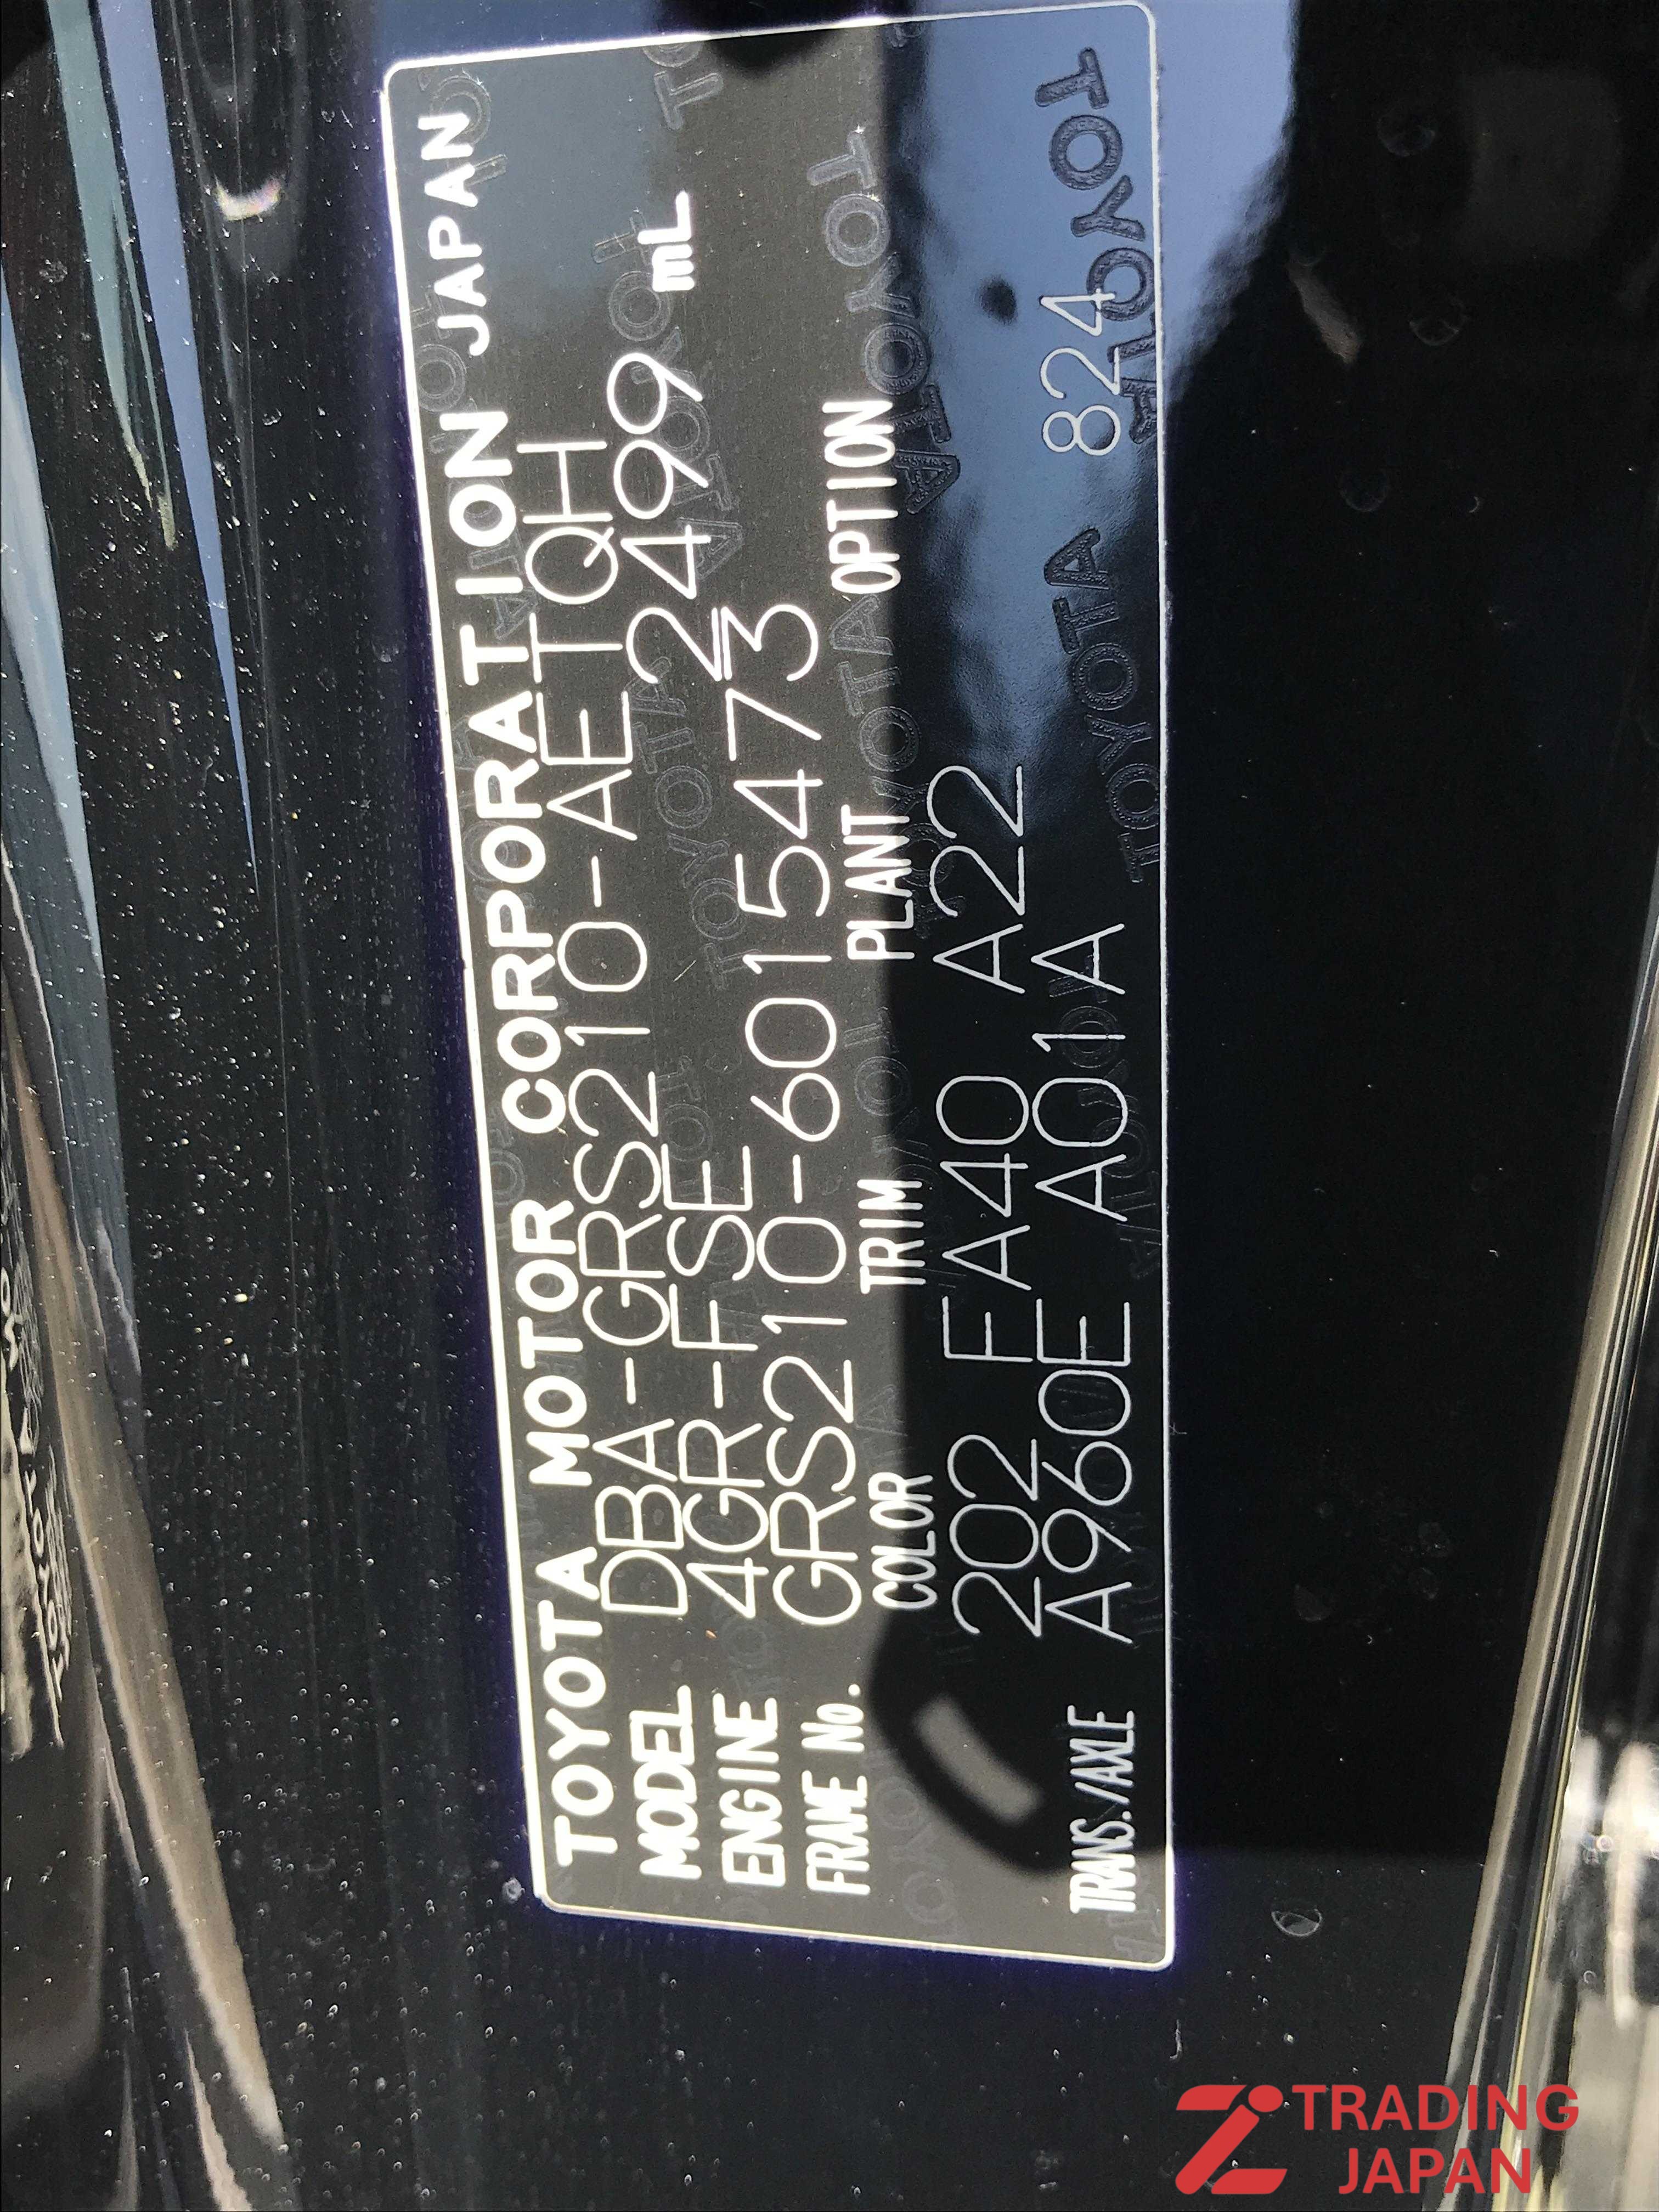 TOYOTA MOTOR CORPORATION JAPAN
MODEL DBA-GRS210-AETQH
ENGINE 4GR-FSE 2499 mL
FRAME No. GRS210-6015473
COLOR TRIM PLANT OPTION
202 FA40 A22
TRANS./AXLE A960E A01A 824
TRADING
JAPAN